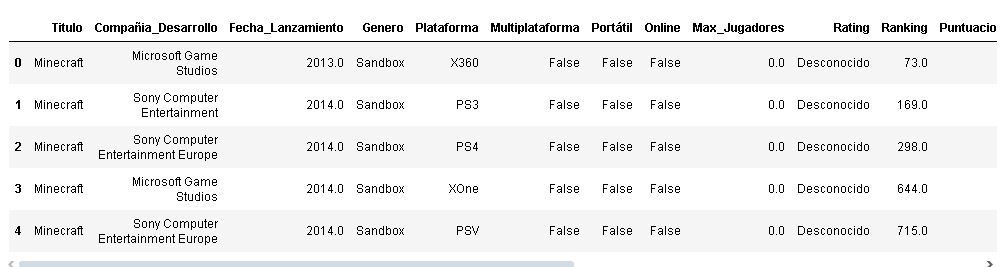 Titulo Compañia_Desarrollo Fecha_Lanzamiento Genero Plataforma Multiplataforma Portátil Online Max_Jugadores Rating Ranking Puntuacio
0 Minecraft Microsoft Game Studios 2013.0 Sandbox X360 False False False 0.0 Desconocido 73.0
1 Minecraft Sony Computer Entertainment 2014.0 Sandbox PS3 False False False 0.0 Desconocido 169.0
2 Minecraft Sony Computer Entertainment Europe 2014.0 Sandbox PS4 False False False 0.0 Desconocido 298.0
3 Minecraft Microsoft Game Studios 2014.0 Sandbox XOne False False False 0.0 Desconocido 644.0
4 Minecraft Sony Computer Entertainment Europe 2014.0 Sandbox PSV False False False 0.0 Desconocido 715.0